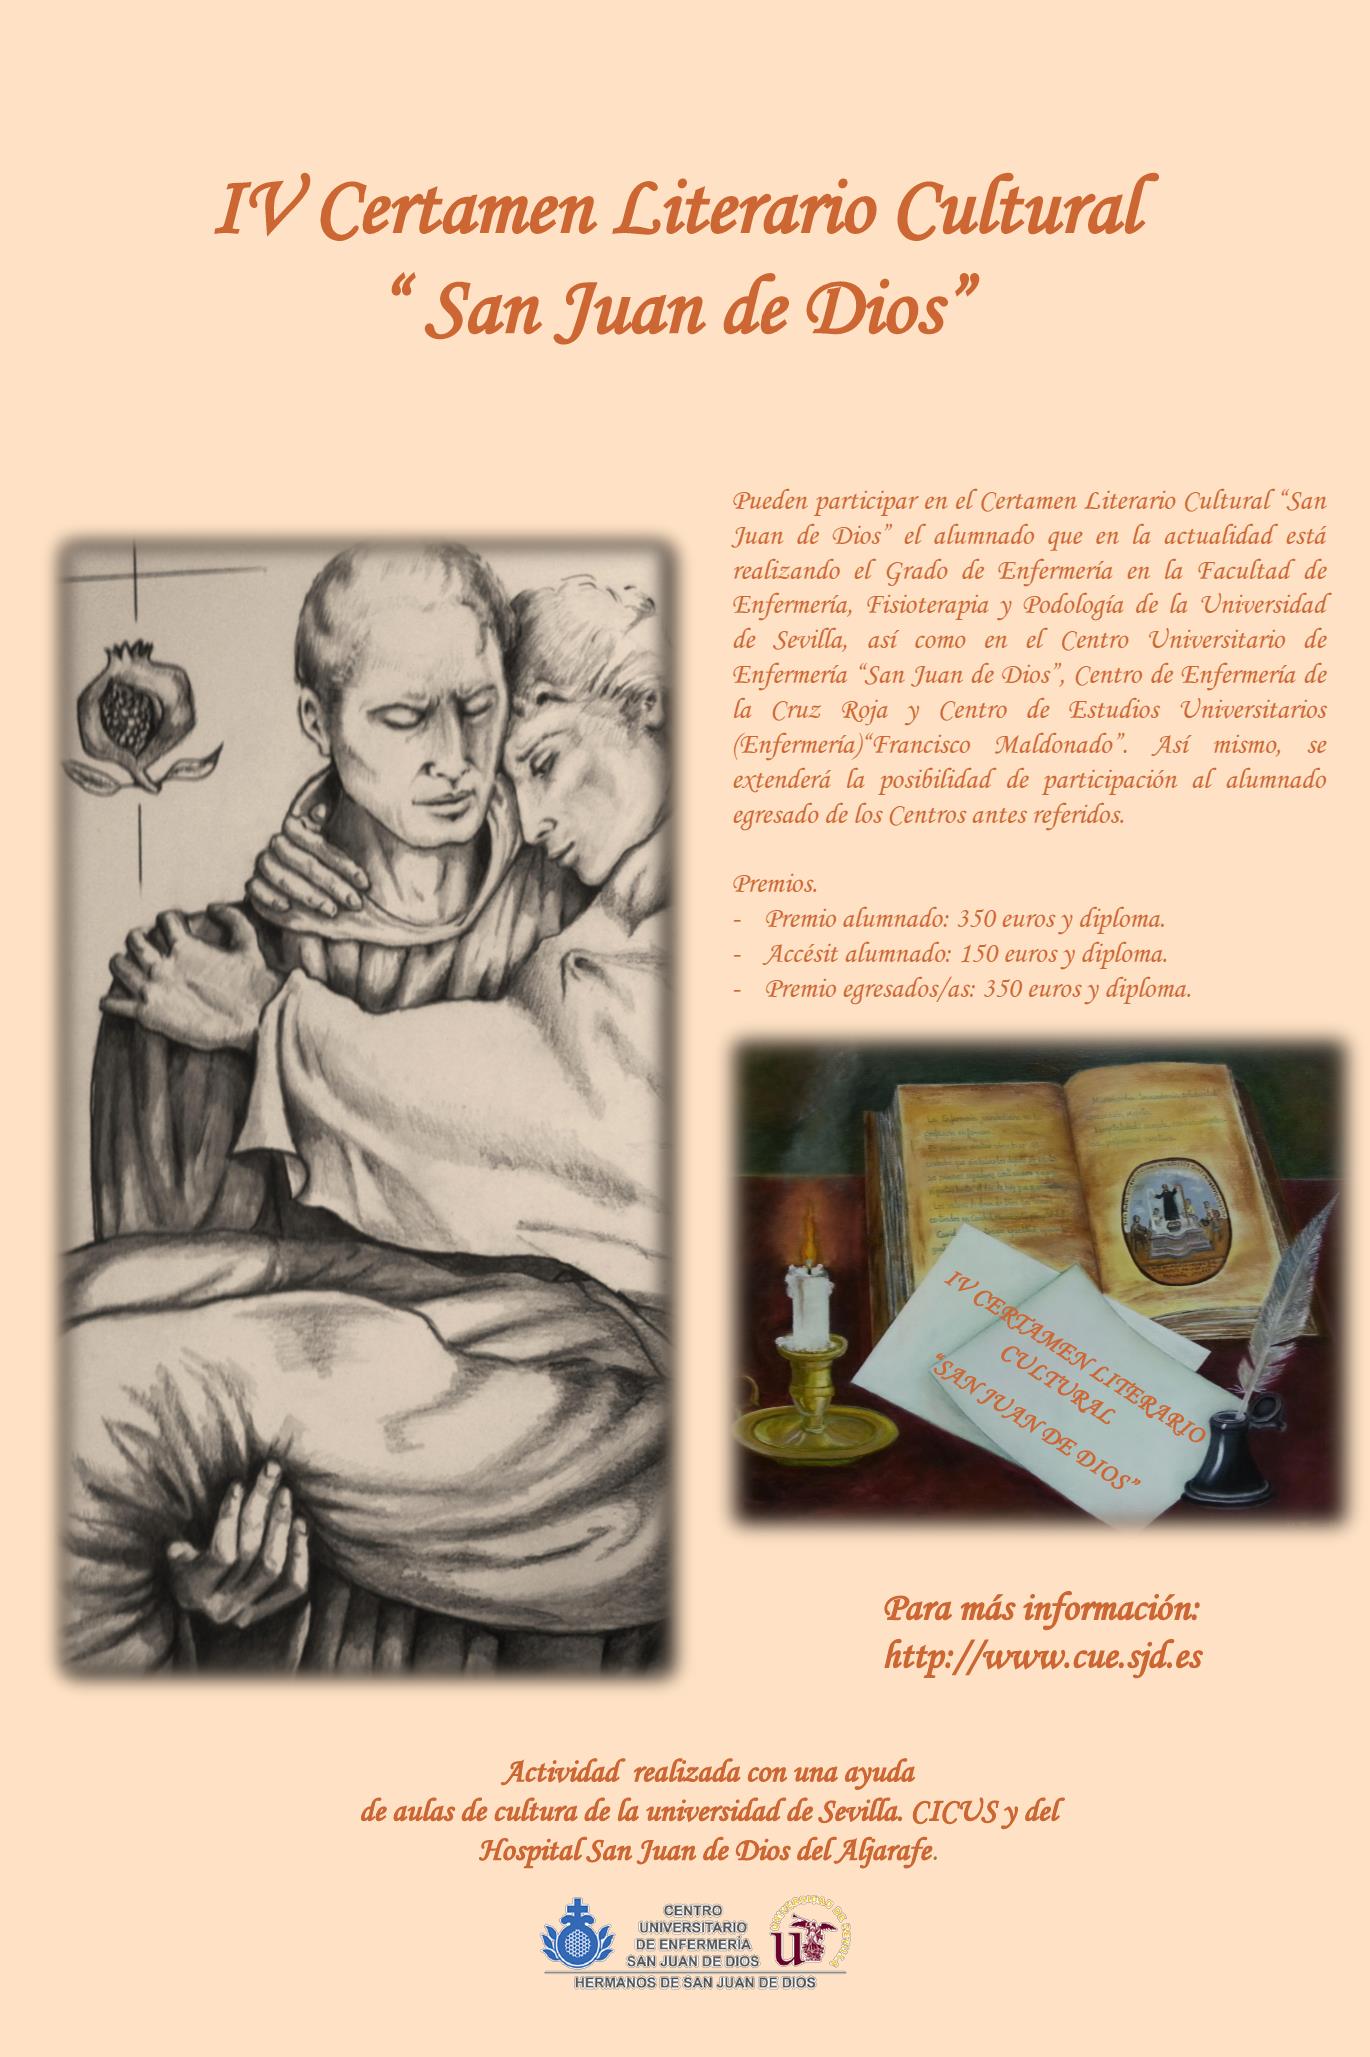 IV Certamen Literario Cultural
“ San Juan de Dios”
Pueden participar en el Certamen Literario Cultural “San
Juan de Dios” el alumnado que en la actualidad está
realizando el Grado de Enfermería en la Facultad de
Enfermería, Fisioterapia y Podología de la Universidad
de Sevilla, así como en el Centro Universitario de
Enfermería “San Juan de Dios”, Centro de Enfermería de
la Cruz Roja y Centro de Estudios Universitarios
(Enfermería)“Francisco Maldonado”. Así mismo, se
extenderá la posibilidad de participación al alumnado
egresado de los Centros antes referidos.
Premios.
- Premio alumnado: 350 euros y diploma.
- Accésit alumnado: 150 euros y diploma.
- Premio egresados/as: 350 euros y diploma.
IV CERTAMEN LITERARIO
CULTURAL
“SAN JUAN DE DIOS”
Para más información:
http://www.cue.sjd.es
Actividad realizada con una ayuda
de aulas de cultura de la universidad de Sevilla. CICUS y del
Hospital San Juan de Dios del Aljarafe.
CENTRO
UNIVERSITARIO
DE ENFERMERÍA
SAN JUAN DE DIOS
HERMANOS DE SAN JUAN DE DIOS